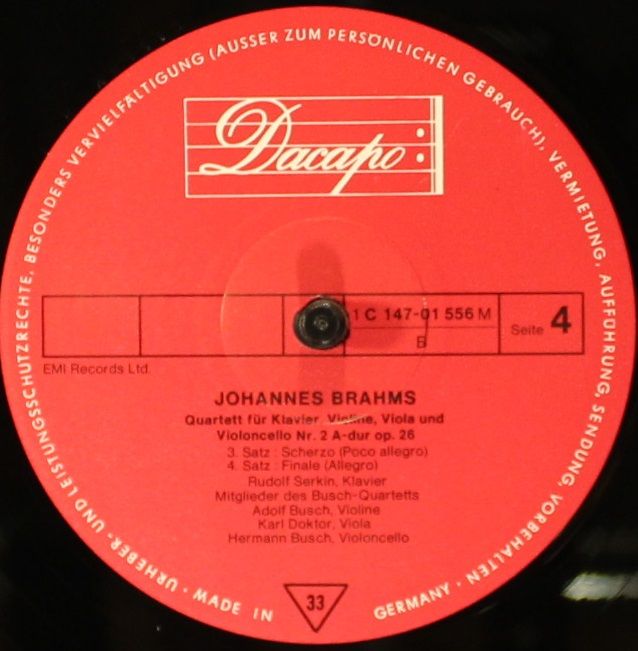 URHEBER- UND LEISTUNGSSCHUTZRECHTE, BESONDERS VERVIELFÄLTIGUNG (AUSSER ZUM PERSÖNLICHEN GEBRAUCH), VERMIETUNG, AUFFÜHRUNG, SENDUNG, VORBEHALTEN · GERMANY
MADE IN
Dacapo
1 C 147-01 556 M
B
Seite 4
EMI Records Ltd.
JOHANNES BRAHMS
Quartett für Klavier, Violine, Viola und
Violoncello Nr. 2 A-dur op. 26
3. Satz : Scherzo (Poco allegro)
4. Satz : Finale (Allegro)
Rudolf Serkin, Klavier
Mitglieder des Busch-Quartetts
Adolf Busch, Violine
Karl Doktor, Viola
Hermann Busch, Violoncello
33